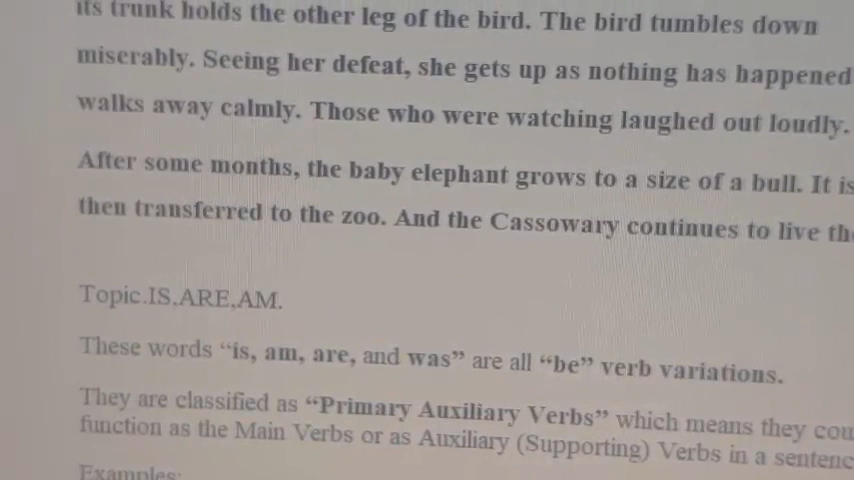 its trunk holds the other leg of the bird. The bird tumbles down
miserably. Seeing her defeat, she gets up as nothing has happened
walks away calmly. Those who were watching laughed out loudly.
After some months, the baby elephant grows to a size of a bull. It is
then transferred to the zoo. And the Cassowary continues to live
Topic.IS,ARE,AM.
These words “is, am, are, and was” are all “be” verb variations.
They are classified as “Primary Auxiliary Verbs” which means they
function as the Main Verbs or as Auxiliary (Supporting) Verbs in a
Examples: